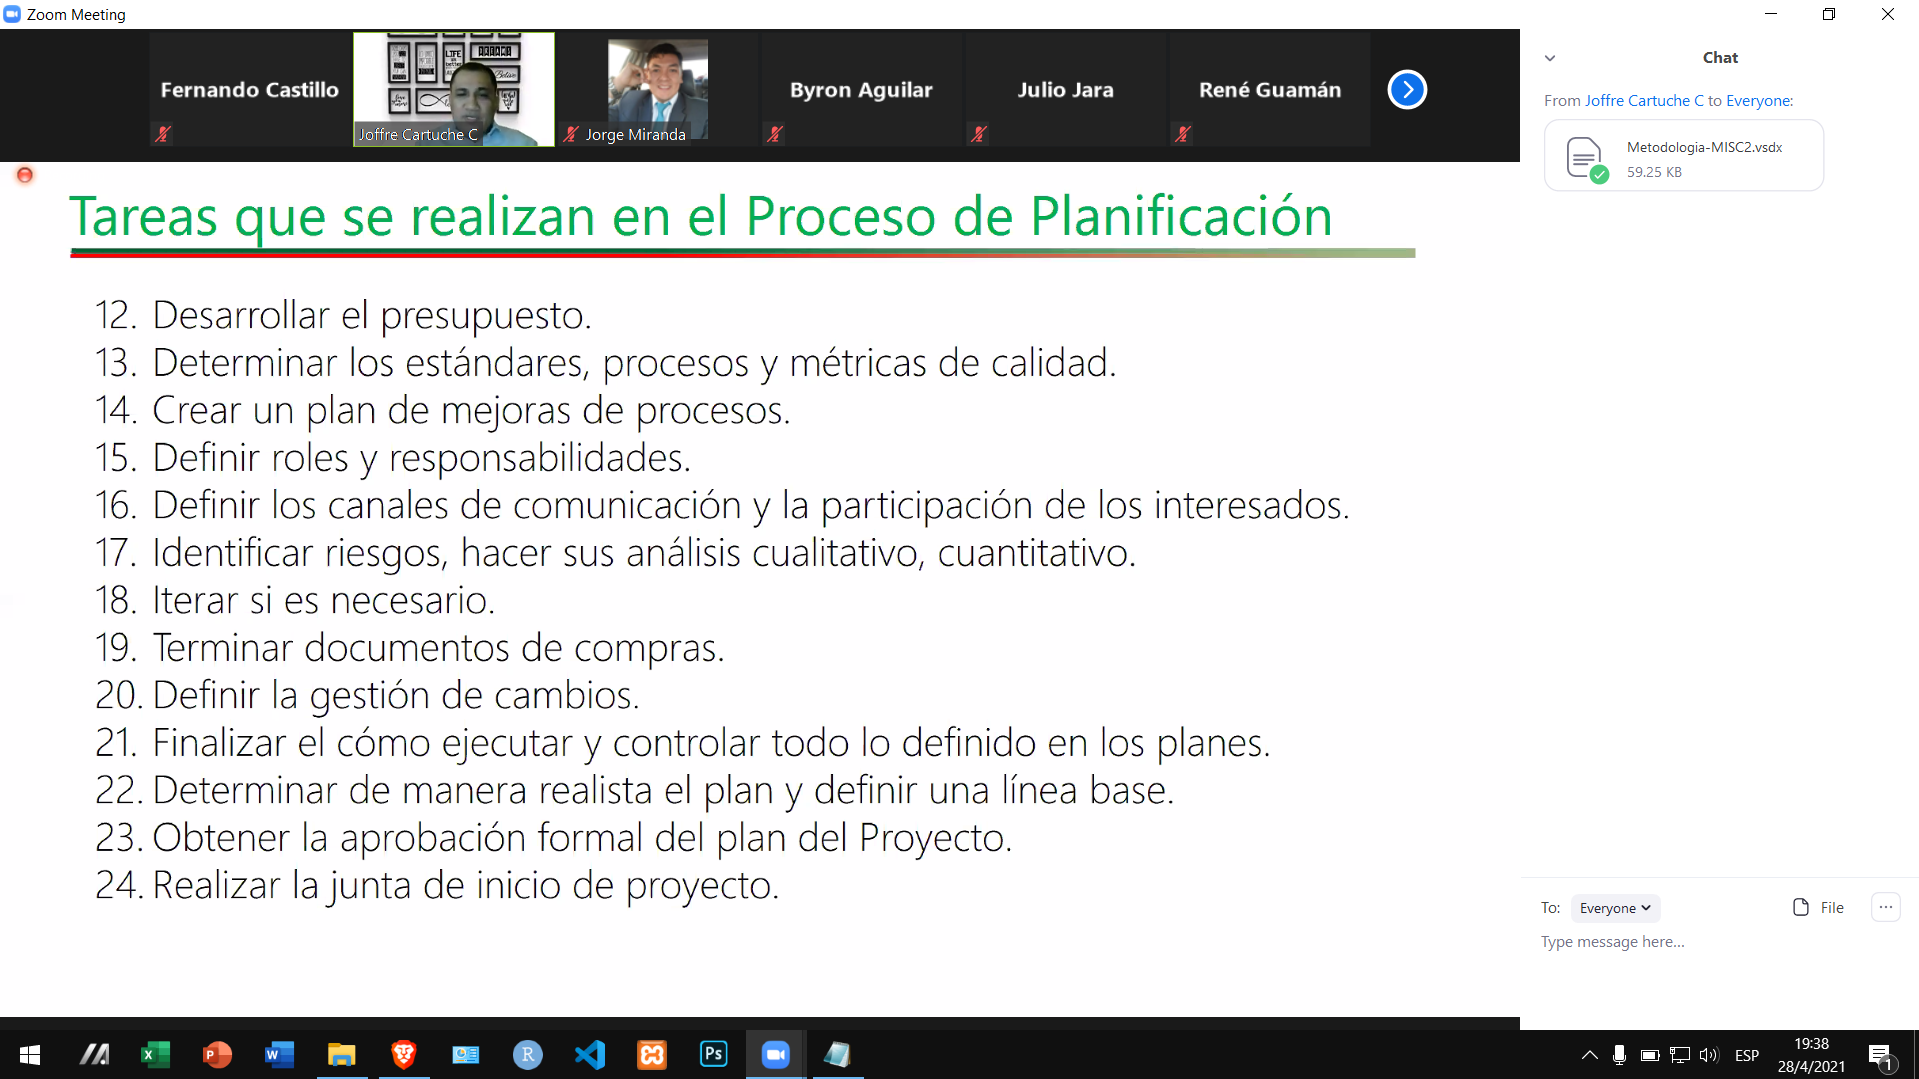 Zoom Meeting
Fernando Castillo
Joffre Cartuche C
Jorge Miranda
Byron Aguilar
Julio Jara
René Guamán
LIFE
Tareas que se realizan en el Proceso de Planificación
12. Desarrollar el presupuesto.
13. Determinar los estándares, procesos y métricas de calidad.
14. Crear un plan de mejoras de procesos.
15. Definir roles y responsabilidades.
16. Definir los canales de comunicación y la participación de los interesados.
17. Identificar riesgos, hacer sus análisis cualitativo, cuantitativo.
18. Iterar si es necesario.
19. Terminar documentos de compras.
20. Definir la gestión de cambios.
21. Finalizar el cómo ejecutar y controlar todo lo definido en los planes.
22. Determinar de manera realista el plan y definir una línea base.
23. Obtener la aprobación formal del plan del Proyecto.
24. Realizar la junta de inicio de proyecto.
Chat
From Joffre Cartuche C to Everyone:
Metodologia-MISC2.vsdx
59.25 KB
To: Everyone
File
Type message here...
ESP
19:38
28/4/2021
1